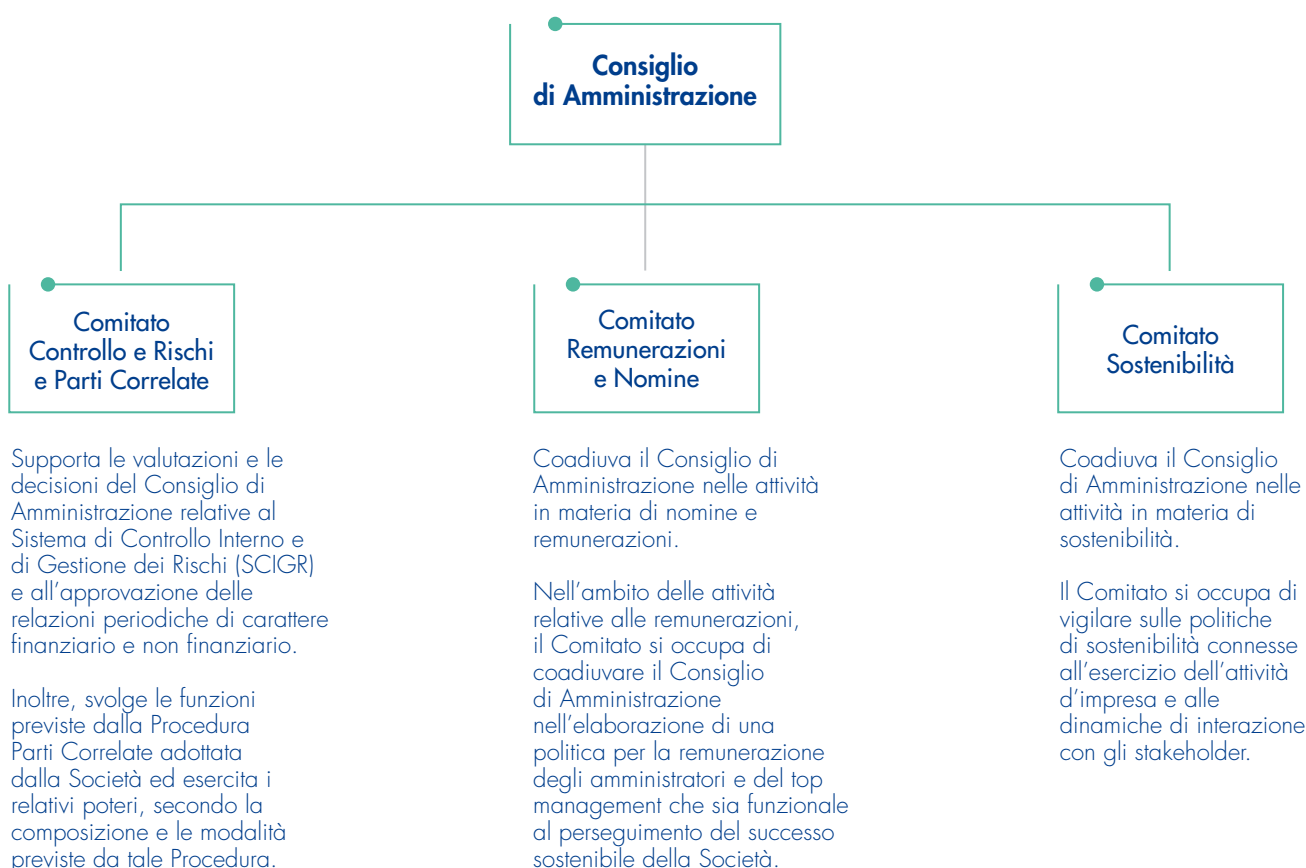 Consiglio
di Amministrazione
Comitato
Controllo e Rischi
e Parti Correlate
Supporta le valutazioni e le
decisioni del Consiglio di
Amministrazione relative al
Sistema di Controllo Interno e
di Gestione dei Rischi (SCIGR)
e all’approvazione delle
relazioni periodiche di carattere
finanziario e non finanziario.
Inoltre, svolge le funzioni
previste dalla Procedura
Parti Correlate adottata
dalla Società ed esercita i
relativi poteri, secondo la
composizione e le modalità
previste da tale Procedura.
Comitato
Remunerazioni
e Nomine
Coadiuva il Consiglio di
Amministrazione nelle attività
in materia di nomine e
remunerazioni.
Nell’ambito delle attività
relative alle remunerazioni,
il Comitato si occupa di
coadiuvare il Consiglio
di Amministrazione
nell’elaborazione di una
politica per la remunerazione
degli amministratori e del top
management che sia funzionale
al perseguimento del successo
sostenibile della Società.
Comitato
Sostenibilità
Coadiuva il Consiglio
di Amministrazione nelle
attività in materia di
sostenibilità.
Il Comitato si occupa di
vigilare sulle politiche
di sostenibilità connesse
all’esercizio dell’attività
d’impresa e alle
dinamiche di interazione
con gli stakeholder.